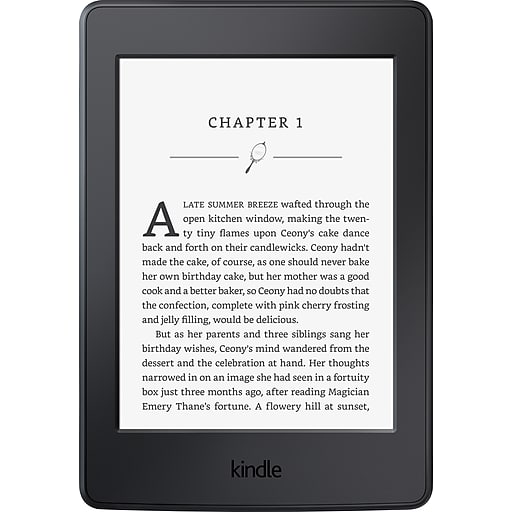 CHAPTER 1
A LATE SUMMER BREEZE wafted through the
open kitchen window, making the twen-
ty tiny flames upon Ceony's cake dance
back and forth on their candlewicks. Ceony hadn't
made the cake, of course, as one should never bake
her own birthday cake, but her mother was a good
cook and a better baker, so Ceony had no doubts that
the confection, complete with pink cherry frosting
and jelly filling, would be delicious.
But as her parents and three siblings sang her
birthday wishes, Ceony's mind wandered from the
dessert and the celebration at hand. Her thoughts
narrowed in on an image she had seen in a fortuity
box just three months ago, after reading Magician
Emery Thane's fortune. A flowery hill at sunset,
kindle